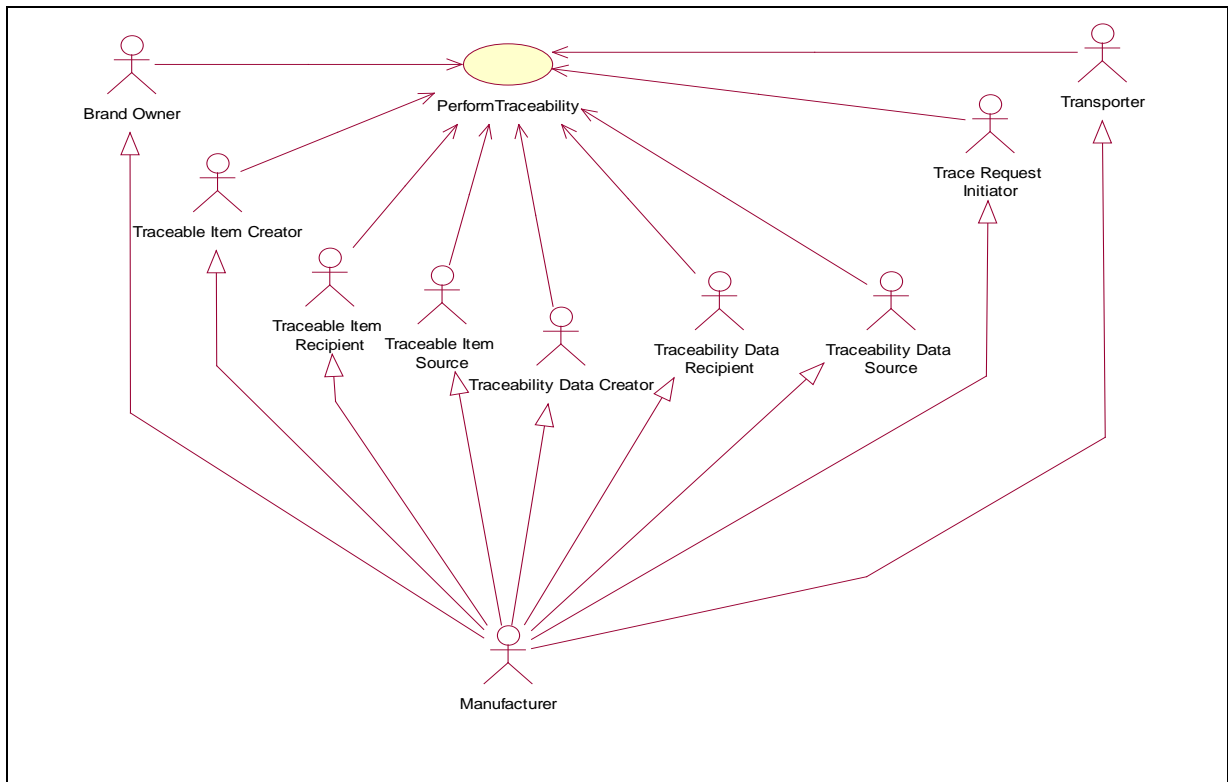 PerformTraceability
Brand Owner
Transporter
Trace Request
Initiator
Traceable Item Creator
Traceable Item
Recipient
Traceable Item
Source
Traceability Data Creator
Traceability Data
Recipient
Traceability Data
Source
Manufacturer